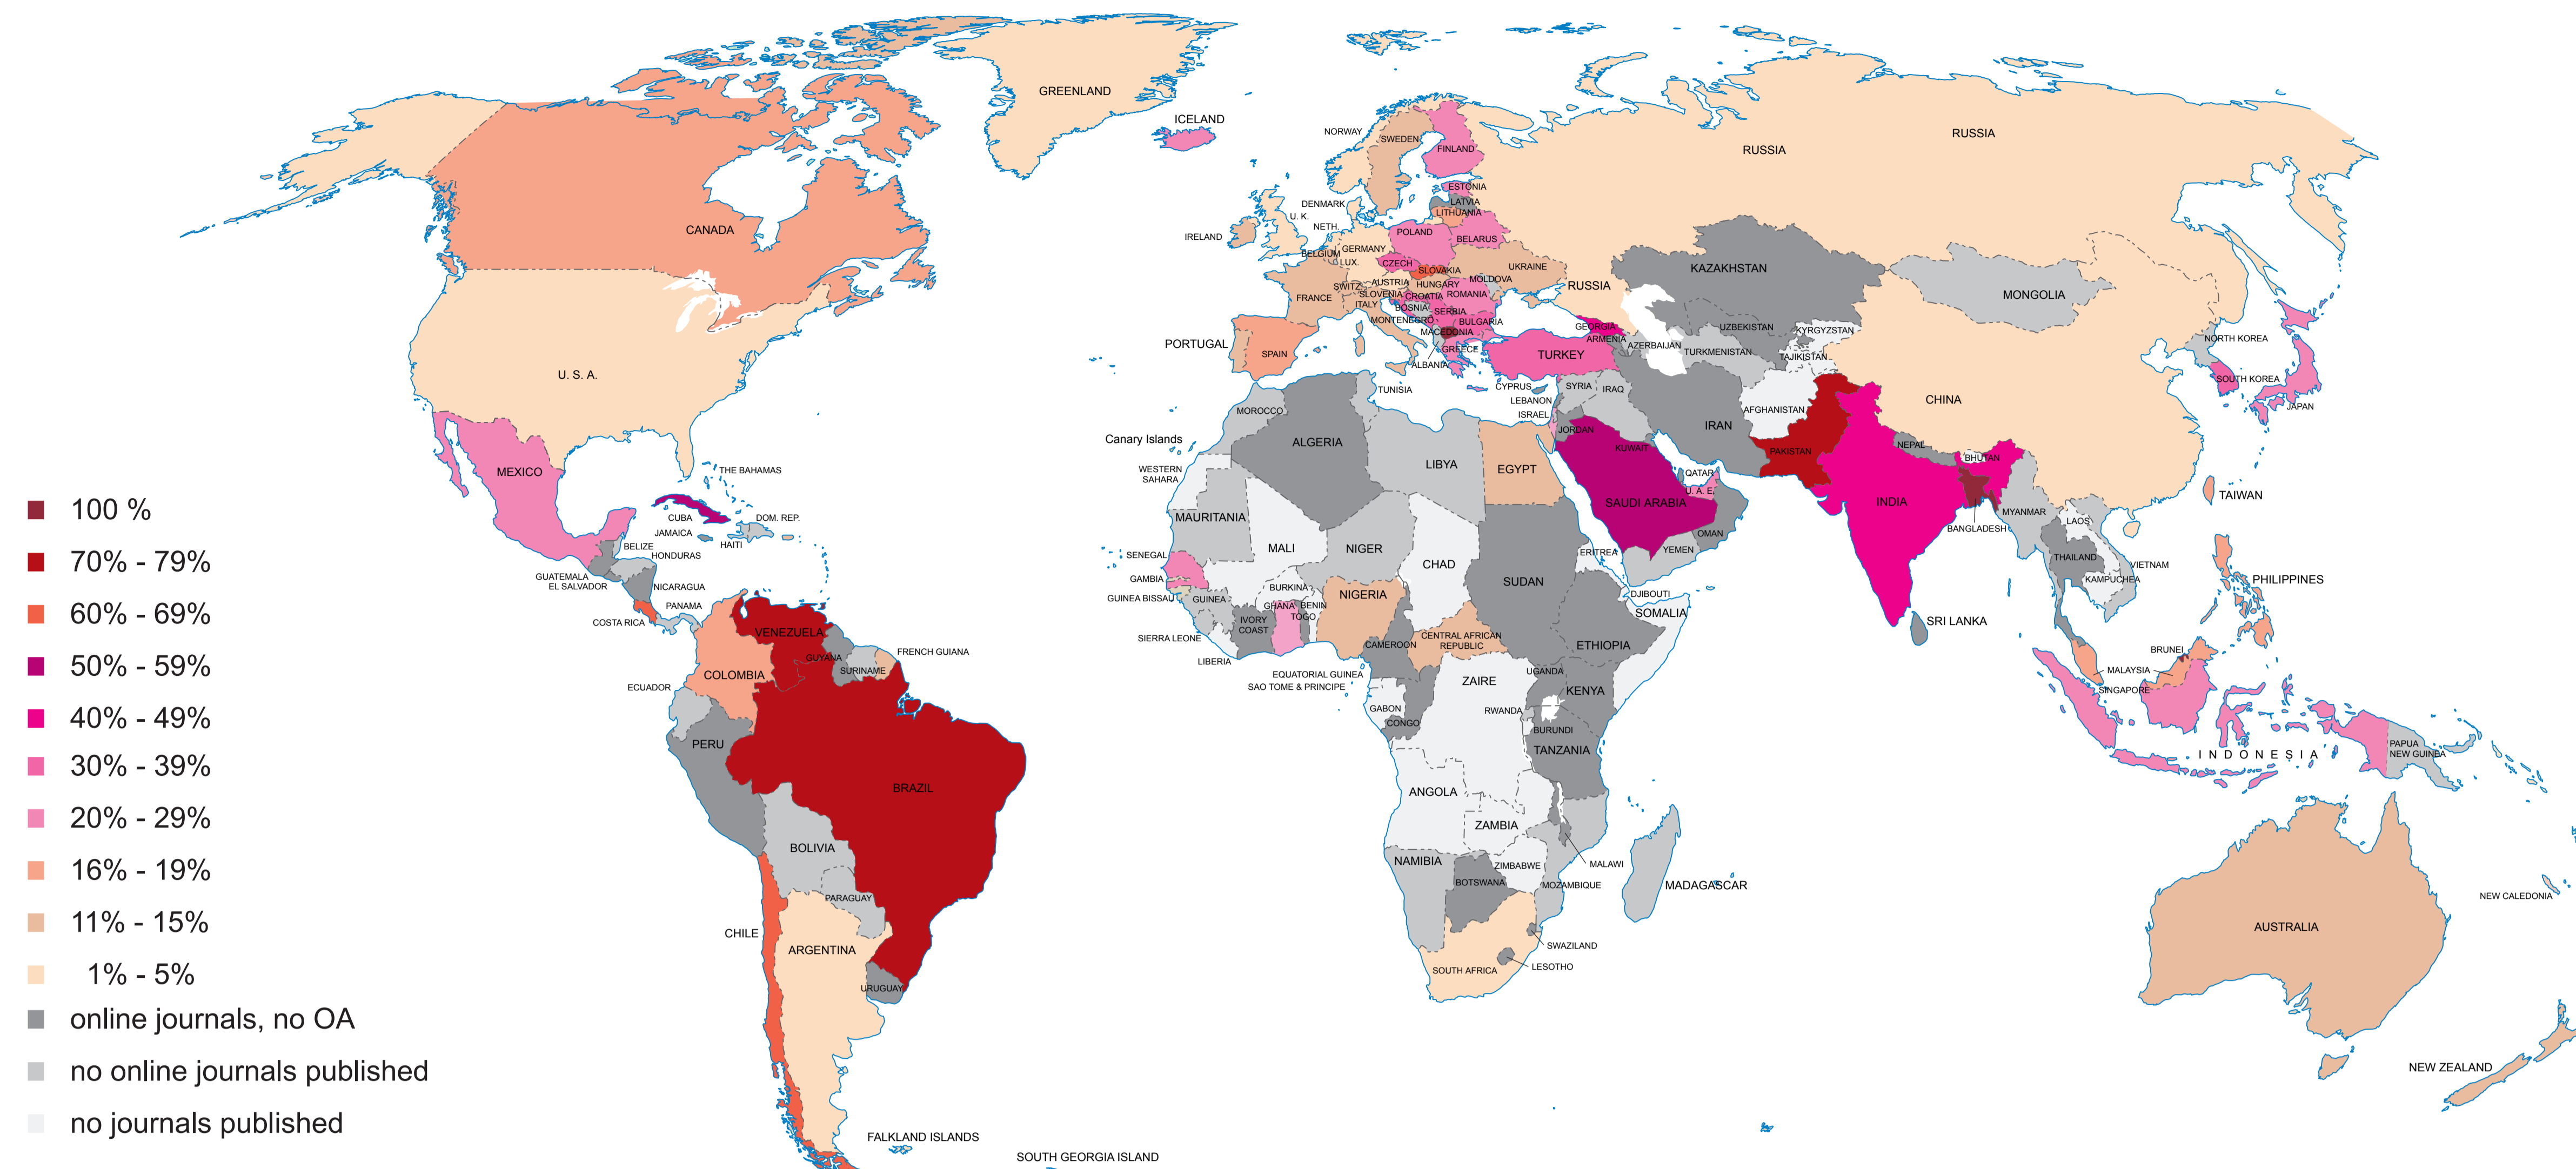 GREENLAND
ICELAND
RUSSIA
RUSSIA
NORWAY
SWEDEN
FINLAND
ESTONIA
LATVIA
LITHUANIA
DENMARK
U. K.
NETH.
IRELAND
CANADA
POLAND
BELARUS
GERMANY
BELGIUM
LUX.
CZECH
SLOVAKIA
UKRAINE
KAZAKHSTAN
MONGOLIA
MOLDOVA
AUSTRIA
HUNGARY
SWITZ.
FRANCE
SLOVENIA
CROATIA
ROMANIA
RUSSIA
ITALY
BOSNIA
SERBIA
MONTENEGRO
BULGARIA
MACEDONIA
GEORGIA
UZBEKISTAN
KYRGYZSTAN
NORTH KOREA
ARMENIA
AZERBAIJAN
TURKMENISTAN
TAJIKISTAN
PORTUGAL
SPAIN
GREECE
TURKEY
ALBANIA
U. S. A.
SOUTH KOREA
TUNISIA
CYPRUS
SYRIA
IRAQ
LEBANON
CHINA
JAPAN
MOROCCO
ISRAEL
AFGHANISTAN
Canary Islands
ALGERIA
JORDAN
IRAN
KUWAIT
PAKISTAN
NEPAL
BHUTAN
MEXICO
THE BAHAMAS
WESTERN
SAHARA
LIBYA
EGYPT
QATAR
U. A. E.
SAUDI ARABIA
INDIA
TAIWAN
100 %
CUBA
DOM. REP.
MAURITANIA
MYANMAR
LAOS
BANGLADESH
JAMAICA
HAITI
OMAN
BELIZE
HONDURAS
MALI
NIGER
YEMEN
ERITREA
SENEGAL
CHAD
THAILAND
VIETNAM
70% - 79%
GUATEMALA
EL SALVADOR
NICARAGUA
GAMBIA
SUDAN
KAMPUCHEA
PHILIPPINES
BURKINA
GUINEA BISSAU
GUINEA
NIGERIA
DJIBOUTI
GHANA
BENIN
TOGO
SOMALIA
60% - 69%
PANAMA
COSTA RICA
IVORY
COAST
SRI LANKA
VENEZUELA
SIERRA LEONE
CENTRAL AFRICAN
REPUBLIC
CAMEROON
ETHIOPIA
FRENCH GUIANA
GUYANA
LIBERIA
BRUNEI
50% - 59%
SURINAME
COLOMBIA
EQUATORIAL GUINEA
SAO TOME & PRINCIPE
ZAIRE
UGANDA
KENYA
MALAYSIA
SINGAPORE
ECUADOR
GABON
RWANDA
40% - 49%
CONGO
BURUNDI
PERU
TANZANIA
PAPUA
NEW GUINEA
INDONESIA
30% - 39%
BRAZIL
ANGOLA
20% - 29%
ZAMBIA
BOLIVIA
NAMIBIA
ZIMBABWE
MALAWI
16% - 19%
BOTSWANA
MOZAMBIQUE
MADAGASCAR
PARAGUAY
NEW CALEDONIA
11% - 15%
CHILE
AUSTRALIA
ARGENTINA
SWAZILAND
1% - 5%
SOUTH AFRICA
LESOTHO
URUGUAY
online journals, no OA
no online journals published
NEW ZEALAND
no journals published
FALKLAND ISLANDS
SOUTH GEORGIA ISLAND